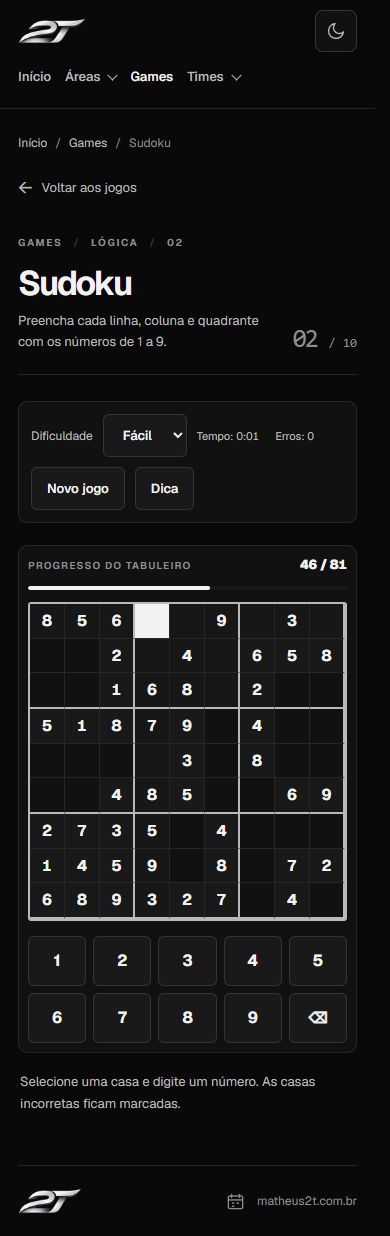 2T
Início Áreas Games Times
Início / Games / Sudoku
← Voltar aos jogos
GAMES / LÓGICA / 02
Sudoku
Preencha cada linha, coluna e quadrante
com os números de 1 a 9.
02 / 10
Dificuldade Fácil Tempo: 0:01 Erros: 0
Novo jogo Dica
PROGRESSO DO TABULEIRO 46 / 81
8 5 6 9 3
2 4 6 5 8
1 6 8 2
5 1 8 7 9 4
3 8
4 8 5 6 9
2 7 3 5 4
1 4 5 9 8 7 2
6 8 9 3 2 7 4
1 2 3 4 5
6 7 8 9 ⌫
Selecione uma casa e digite um número. As casas
incorretas ficam marcadas.
2T matheus2t.com.br